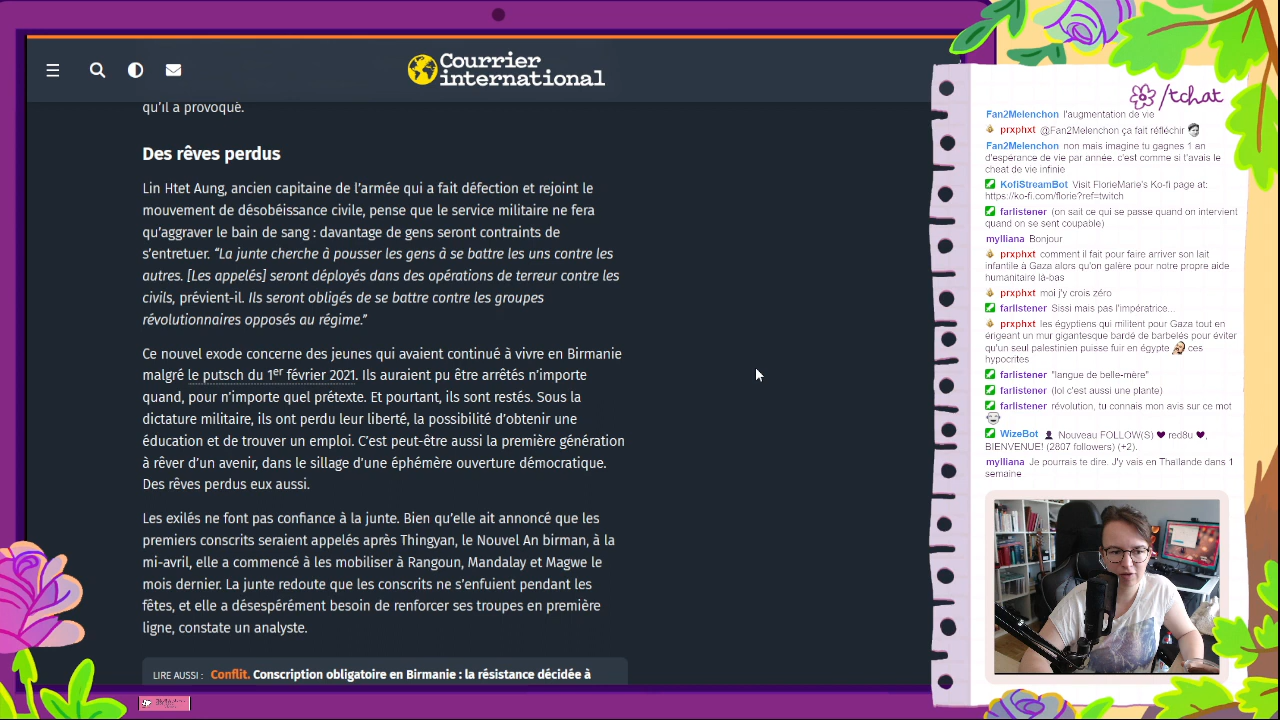 Courrier
international
qu'il a provoqué.
Des rêves perdus
Lin Htet Aung, ancien capitaine de l'armée qui a fait défection et rejoint le
mouvement de désobéissance civile, pense que le service militaire ne fera
qu'aggraver le bain de sang : davantage de gens seront contraints de
s'entretuer. “La junte cherche à pousser les gens à se battre les uns contre les
autres. [Les appelés] seront déployés dans des opérations de terreur contre les
civils, prévient-il. Ils seront obligés de se battre contre les groupes
révolutionnaires opposés au régime.”
Ce nouvel exode concerne les jeunes qui avaient continué à vivre en Birmanie
malgré le putsch du 1er février 2021. Ils auraient pu être arrêtés n'importe
quand, pour n'importe quel prétexte. Et pourtant, ils sont restés. Sous la
dictature militaire, ils ont perdu leur liberté, la possibilité d'obtenir une
éducation et de trouver un emploi. C'est peut-être aussi la première génération
à rêver d'un avenir, dans le sillage d'une éphémère ouverture démocratique.
Des rêves perdus eux aussi.
Les exilés ne font pas confiance à la junte. Bien qu'elle ait annoncé que les
premiers conscrits seraient appelés après Thingyan, le Nouvel An birman, à la
mi-avril, elle a commencé à les mobiliser à Rangoun, Mandalay et Magwe le
mois dernier. La junte redoute que les conscrits ne s'enfuient pendant les
fêtes, et elle a désespérément besoin de renforcer ses troupes en première
ligne, constate un analyste.
LIRE AUSSI : Conflit. Conscription obligatoire en Birmanie : la résistance décidée à
/tchat
Fan2Melenchon l'augmentation de vie
prxphxt @Fan2Melenchon ça fait réfléchir
Fan2Melenchon non mais imagine tu gagnes 1 an
d'espérance de vie par année. c'est comme si t'avais le
cheat de vie infinie
KofiStreamBot Visit FlorieMarie's Ko-fi page at:
https://ko-fi.com/florie?ref=twitch
farlistener (on sait ce qui se passe quand on intervient
quand on se sent coupable)
mylliana Bonjour
prxphxt comment il fait pour faire arriver son lait
infantile à Gaza alors qu'on galère pour notre propre aide
humanitaire là-bas
prxphxt moi j'y crois zéro
farlistener Sissi mais pas l'impératrice...
prxphxt les égyptiens qui militent pour Gaza tout en
érigeant un mur gigantesque bardé de barbelés pour éviter
qu'un seul palestinien puisse fuir en égypte ces
hypocrites
farlistener "langue de belle-mère"
farlistener (lol c'est aussi une plante)
farlistener révolution, tu connais mon avis sur ce mot
WizeBot Nouveau FOLLOW(S) ♥ red8u ♥,
BIENVENUE! (2807 followers) (+2).
mylliana Je pourrais te dire. J'y vais en Thaïlande dans 1
semaine